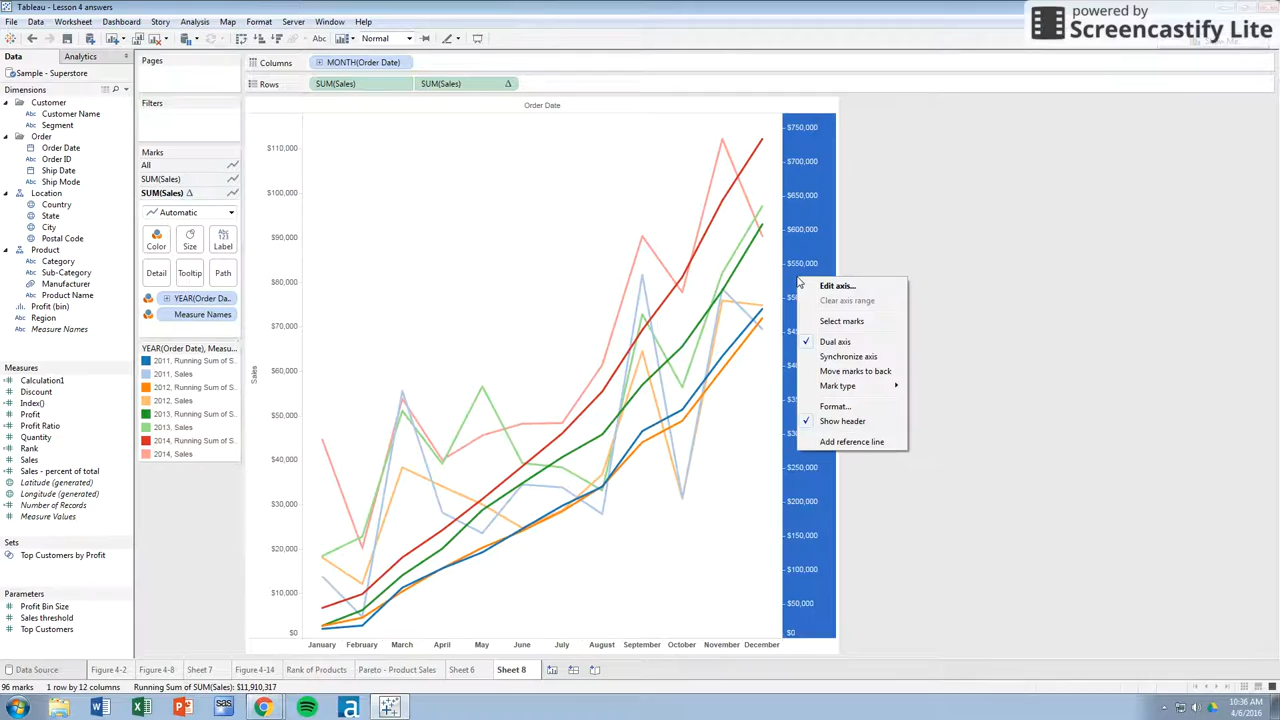 Tableau - Lesson 4 answers
powered by
Screencastify Lite
File Data Worksheet Dashboard Story Analysis Map Format Server Window Help
Abc Normal
Data Analytics
Sample - Superstore
Dimensions
Customer
Abc Customer Name
Abc Segment
Order
Order Date
Abc Order ID
Ship Date
Abc Ship Mode
Location
Country
State
City
Postal Code
Product
Abc Category
Abc Sub-Category
Manufacturer
Abc Product Name
Profit (bin)
Region
Abc Measure Names
Measures
Calculation1
Discount
Index()
Profit
Profit Ratio
Quantity
Rank
Sales
Sales - percent of total
Latitude (generated)
Longitude (generated)
Number of Records
Measure Values
Sets
Top Customers by Profit
Parameters
Profit Bin Size
Sales threshold
Top Customers
Pages
Filters
Marks
All
SUM(Sales)
SUM(Sales) Δ
Automatic
Color Size Label
Detail Tooltip Path
YEAR(Order Da..
Measure Names
YEAR(Order Date), Measu...
2011, Running Sum of S...
2011, Sales
2012, Running Sum of S...
2012, Sales
2013, Running Sum of S...
2013, Sales
2014, Running Sum of S...
2014, Sales
Columns MONTH(Order Date)
Rows SUM(Sales) SUM(Sales) Δ
Order Date
Sales
$110,000
$100,000
$90,000
$80,000
$70,000
$60,000
$50,000
$40,000
$30,000
$20,000
$10,000
$0
January February March April May June July August September October November December
$750,000
$700,000
$650,000
$600,000
$550,000
$250,000
$200,000
$150,000
$100,000
$50,000
$0
Edit axis...
Clear axis range
Select marks
Dual axis
Synchronize axis
Move marks to back
Mark type
Format...
Show header
Add reference line
Data Source Figure 4-2 Figure 4-8 Sheet 7 Figure 4-14 Rank of Products Pareto - Product Sales Sheet 6 Sheet 8
96 marks 1 row by 12 columns Running Sum of SUM(Sales): $11,910,317
10:36 AM
4/6/2016